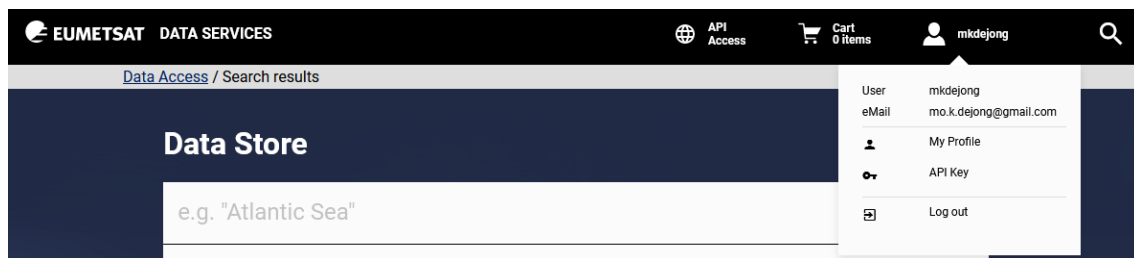 EUMETSAT DATA SERVICES
API Access
Cart 0 items
mkdejong
Data Access / Search results
User mkdejong
eMail mo.k.dejong@gmail.com
My Profile
API Key
Log out
Data Store
e.g. "Atlantic Sea"